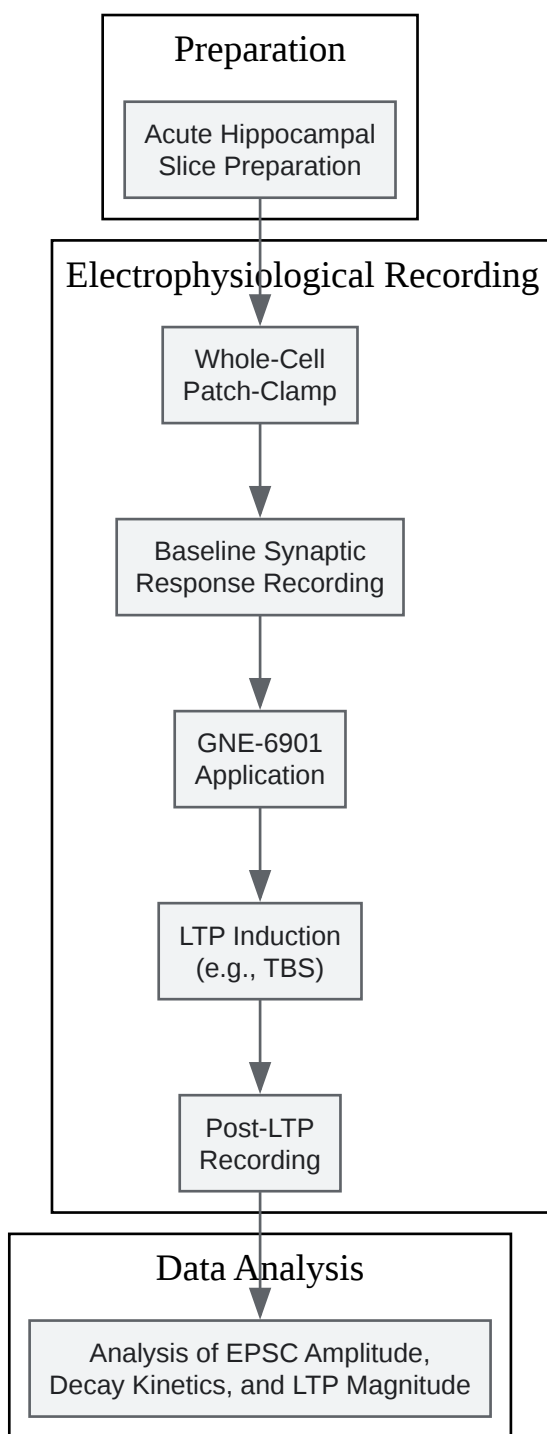 Preparation
Acute Hippocampal
Slice Preparation
Electrophysiological Recording
Whole-Cell
Patch-Clamp
Baseline Synaptic
Response Recording
GNE-6901
Application
LTP Induction
(e.g., TBS)
Post-LTP
Recording
Data Analysis
Analysis of EPSC Amplitude,
Decay Kinetics, and LTP Magnitude